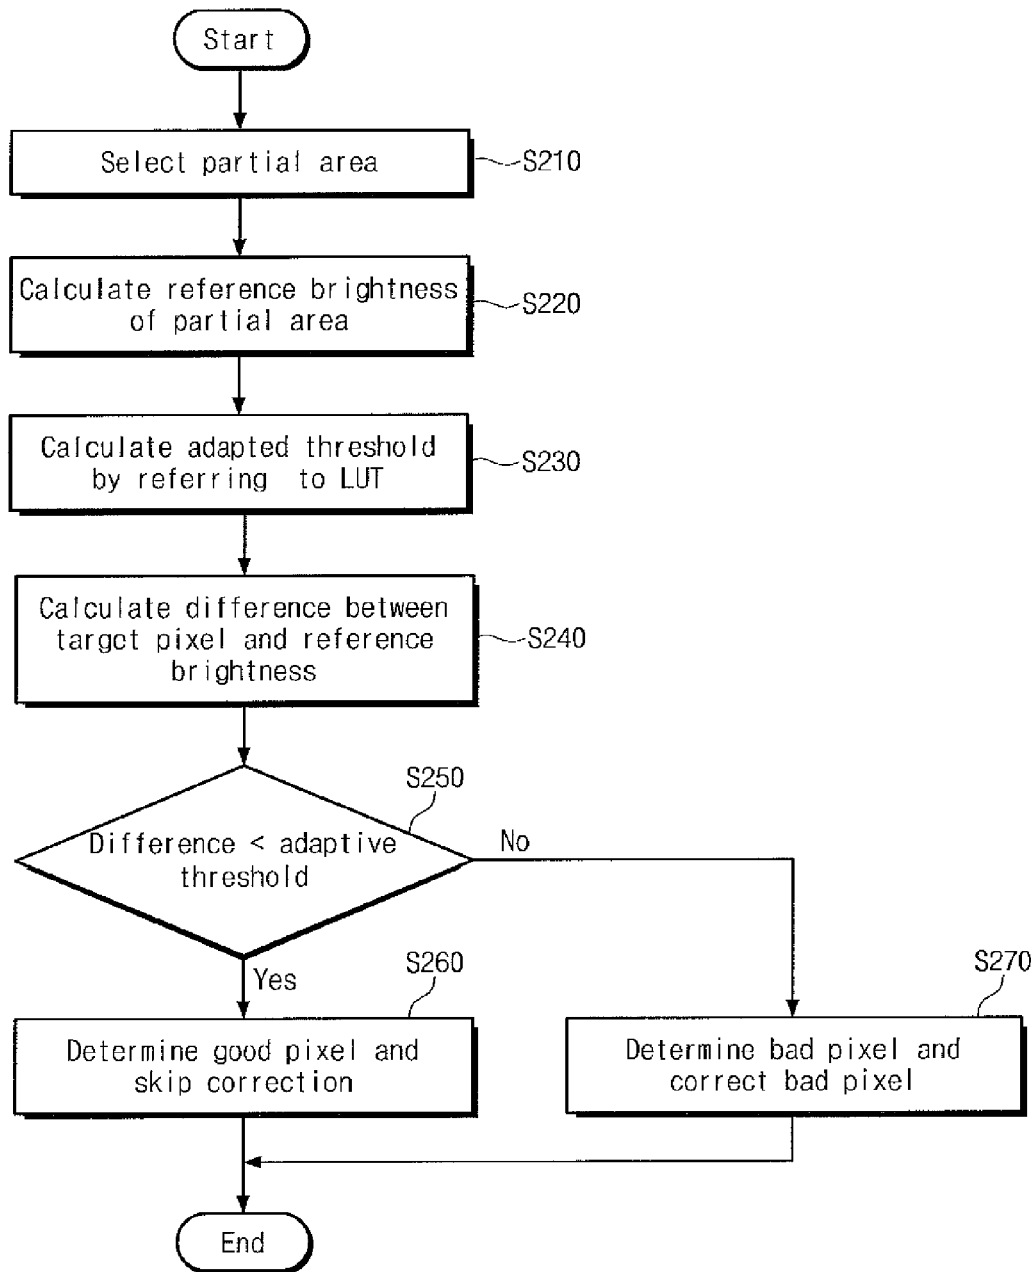 Start
Select partial area
S210
Calculate reference brightness
of partial area
S220
Calculate adapted threshold
by referring to LUT
S230
Calculate difference between
target pixel and reference
brightness
S240
S250
Difference < adaptive
threshold
No
Yes
S260
Determine good pixel and
skip correction
S270
Determine bad pixel and
correct bad pixel
End